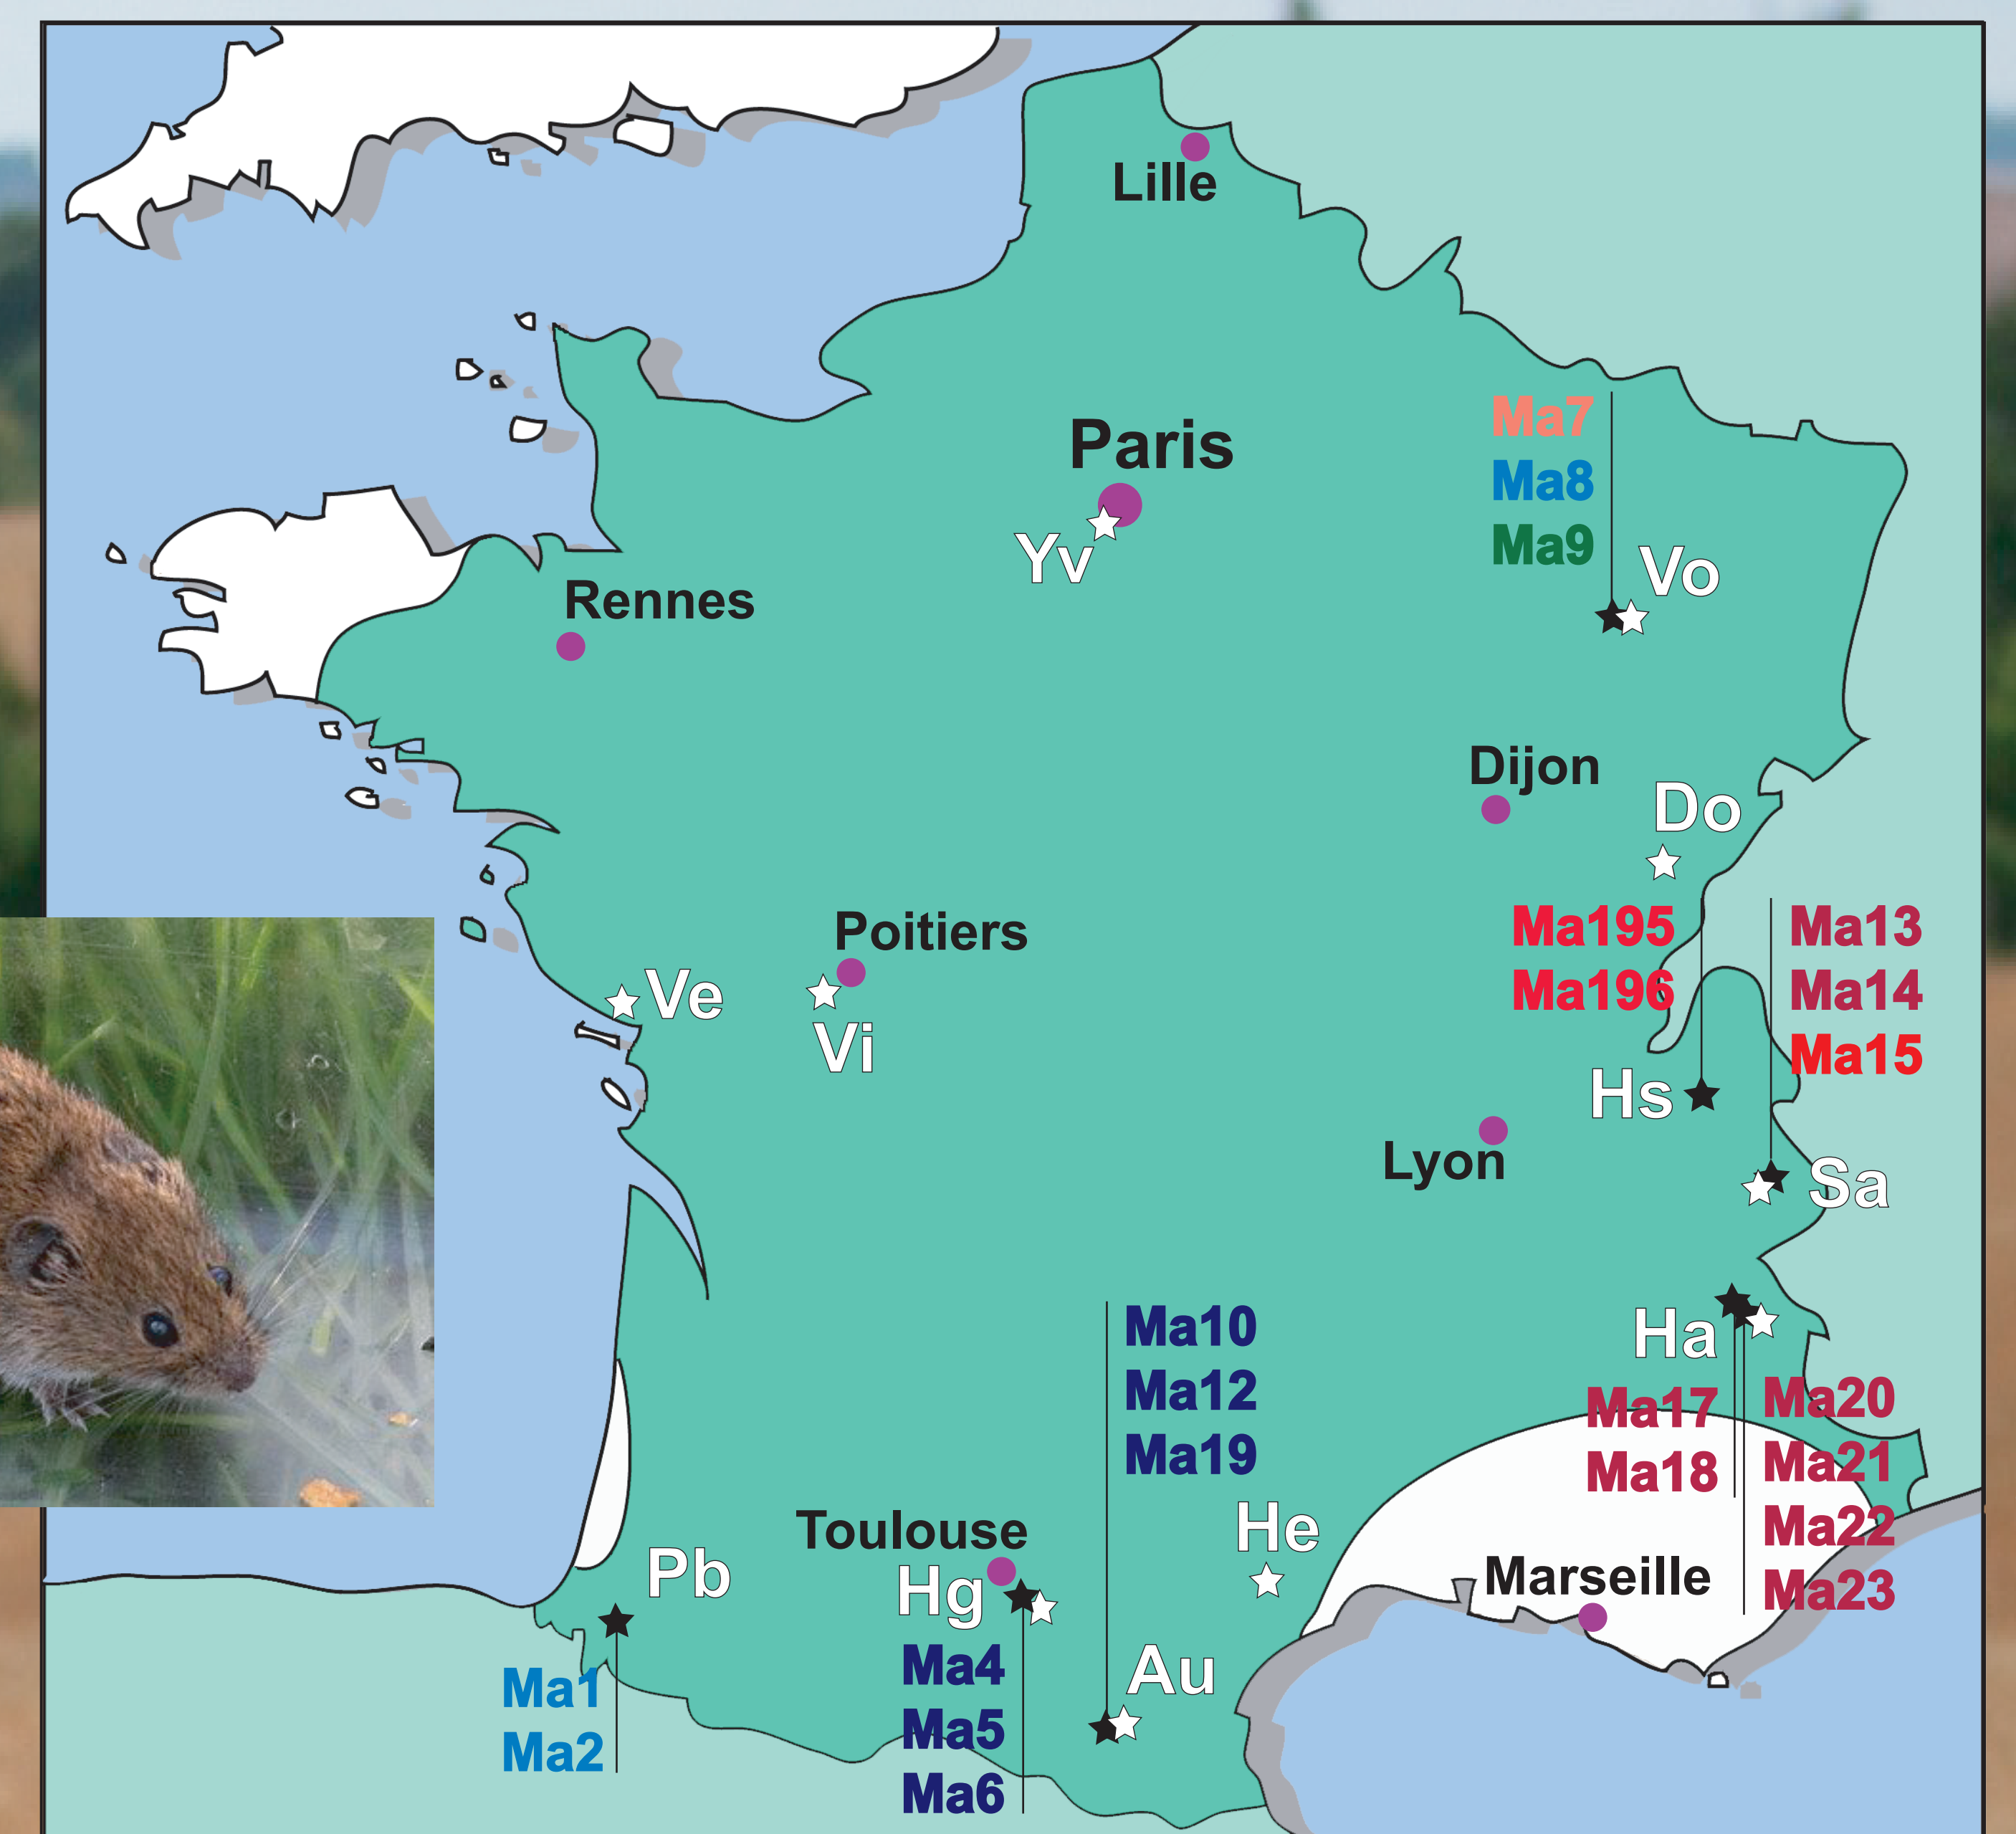 Lille
Paris
Yv
Ma7
Ma8
Ma9
Vo
Rennes
Dijon
Do
Poitiers
Ve
Vi
Ma195
Ma196
Ma13
Ma14
Ma15
Hs
Lyon
Sa
Ha
Ma10
Ma12
Ma19
Ma17
Ma18
Ma20
Ma21
Ma22
Ma23
Toulouse
He
Marseille
Pb
Hg
Ma4
Ma5
Ma6
Au
Ma1
Ma2